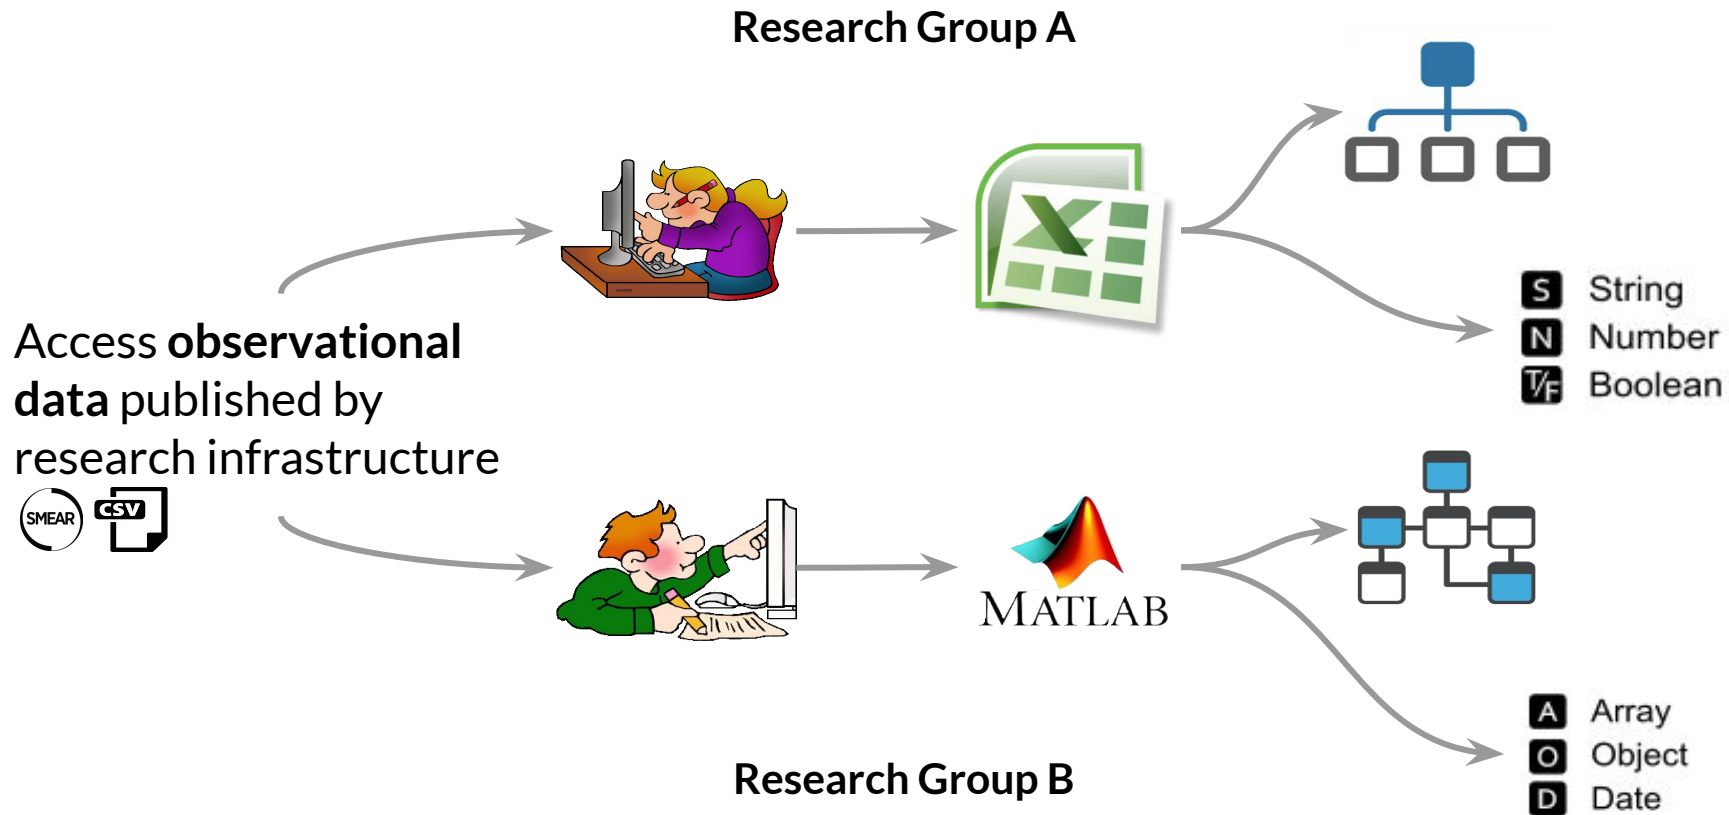 Research Group A
Access observational
data published by
research infrastructure
SMEAR
CSV
S String
N Number
T/F Boolean
MATLAB
A Array
O Object
D Date
Research Group B